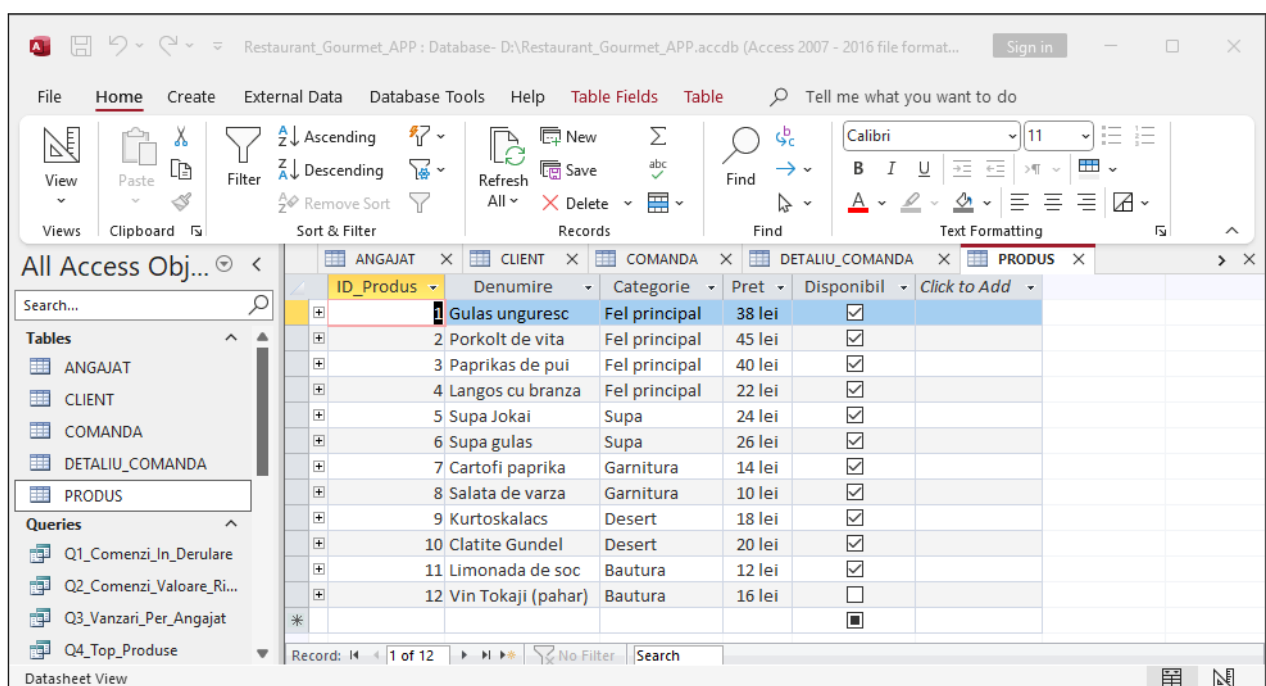 Restaurant_Gourmet_APP : Database- D:\Restaurant_Gourmet_APP.accdb (Access 2007 - 2016 file format... Sign in
File Home Create External Data Database Tools Help Table Fields Table Tell me what you want to do
View Paste Filter Ascending Descending Remove Sort Refresh All New Save Delete Find Calibri 11
Views Clipboard Sort & Filter Records Find Text Formatting
All Access Obj...
Search...
Tables
ANGAJAT
CLIENT
COMANDA
DETALIU_COMANDA
PRODUS
Queries
Q1_Comenzi_In_Derulare
Q2_Comenzi_Valoare_Ri...
Q3_Vanzari_Per_Angajat
Q4_Top_Produse
ANGAJAT CLIENT COMANDA DETALIU_COMANDA PRODUS
ID_Produs Denumire Categorie Pret Disponibil Click to Add
1 Gulas unguresc Fel principal 38 lei
2 Porkolt de vita Fel principal 45 lei
3 Paprikas de pui Fel principal 40 lei
4 Langos cu branza Fel principal 22 lei
5 Supa Jokai Supa 24 lei
6 Supa gulas Supa 26 lei
7 Cartofi paprika Garnitura 14 lei
8 Salata de varza Garnitura 10 lei
9 Kurtoskalacs Desert 18 lei
10 Clatite Gundel Desert 20 lei
11 Limonada de soc Bautura 12 lei
12 Vin Tokaji (pahar) Bautura 16 lei
Record: 1 of 12 No Filter Search
Datasheet View